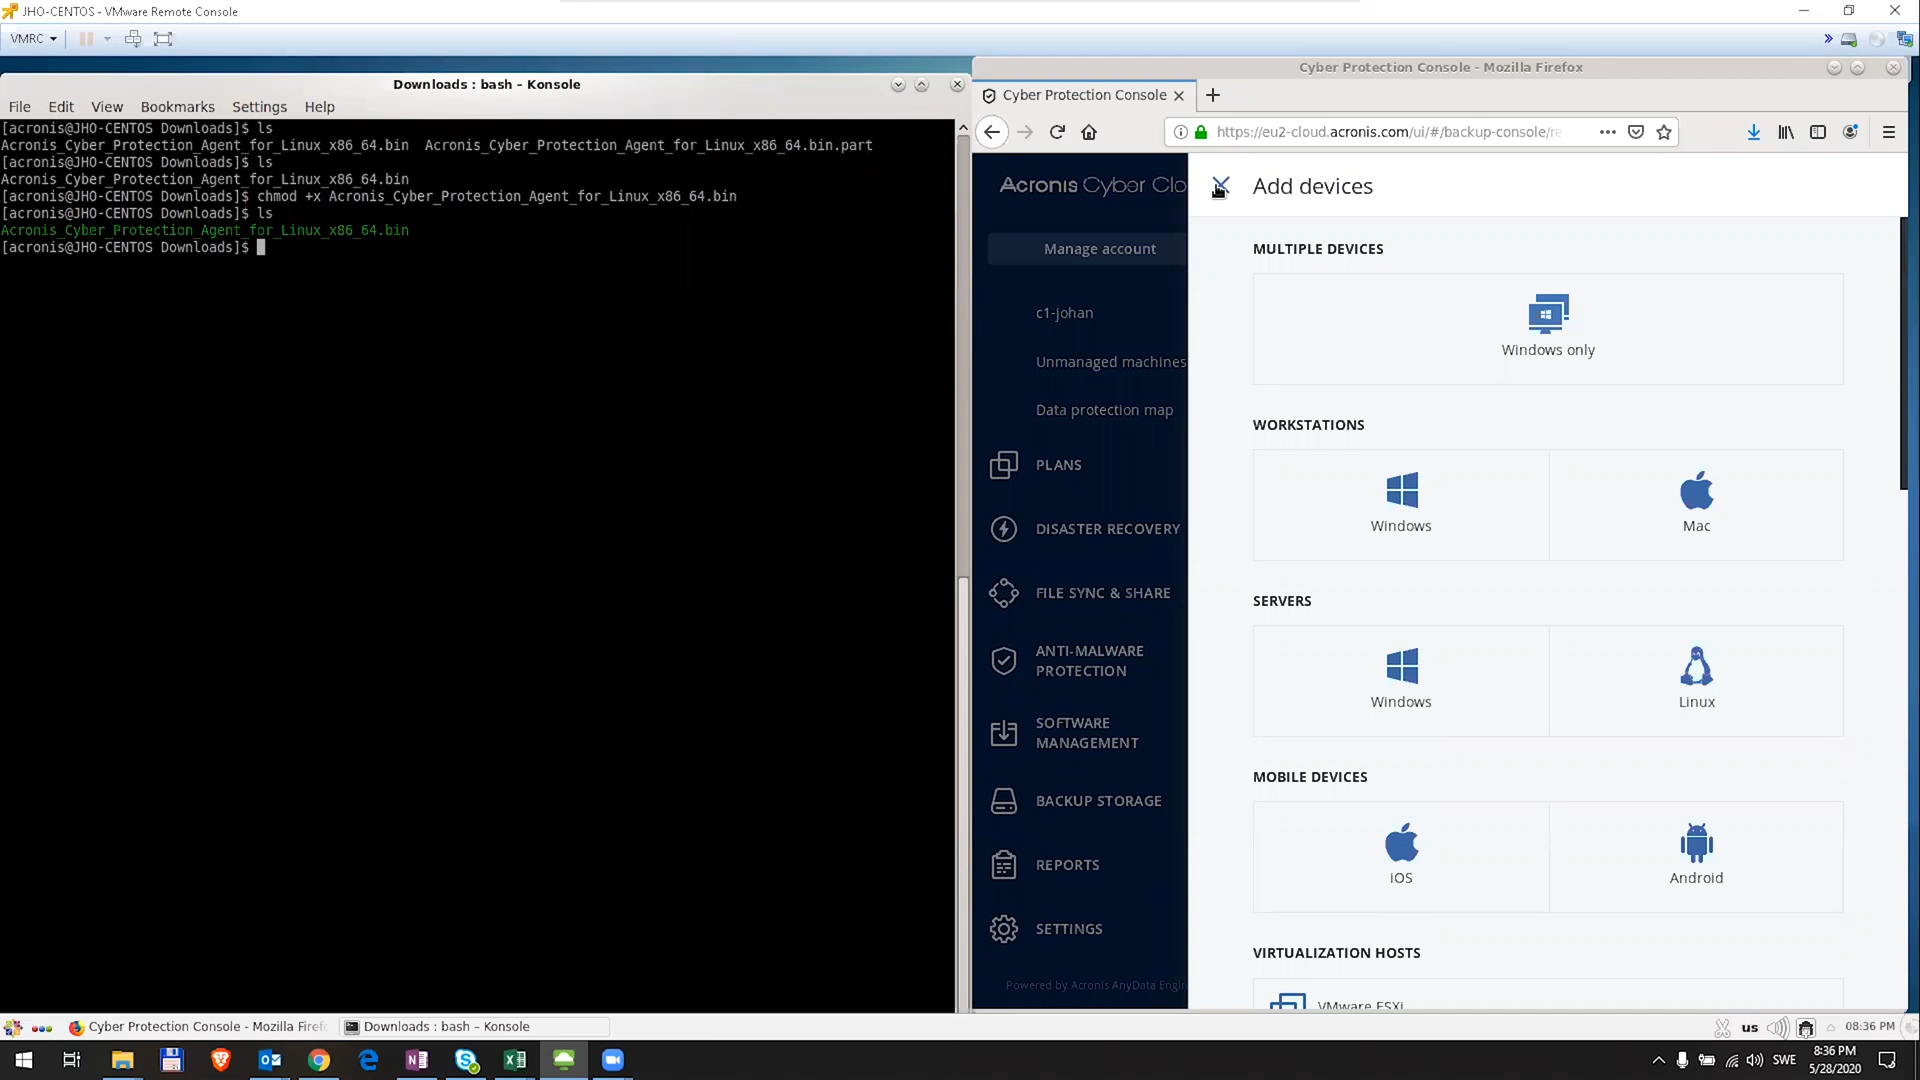 JHO-CENTOS - VMware Remote Console
VMRC
Downloads : bash – Konsole
File Edit View Bookmarks Settings Help
[acronis@JHO-CENTOS Downloads]$ ls
Acronis_Cyber_Protection_Agent_for_Linux_x86_64.bin  Acronis_Cyber_Protection_Agent_for_Linux_x86_64.bin.part
[acronis@JHO-CENTOS Downloads]$ ls
Acronis_Cyber_Protection_Agent_for_Linux_x86_64.bin
[acronis@JHO-CENTOS Downloads]$ chmod +x Acronis_Cyber_Protection_Agent_for_Linux_x86_64.bin
[acronis@JHO-CENTOS Downloads]$ ls
Acronis_Cyber_Protection_Agent_for_Linux_x86_64.bin
[acronis@JHO-CENTOS Downloads]$
Cyber Protection Console - Mozilla Firefox
Cyber Protection Console
https://eu2-cloud.acronis.com/ui/#/backup-console/re
Acronis Cyber Clo
Manage account
c1-johan
Unmanaged machines
Data protection map
PLANS
DISASTER RECOVERY
FILE SYNC & SHARE
ANTI-MALWARE
PROTECTION
SOFTWARE
MANAGEMENT
BACKUP STORAGE
REPORTS
SETTINGS
Powered by Acronis AnyData Engin
Add devices
MULTIPLE DEVICES
Windows only
WORKSTATIONS
Windows
Mac
SERVERS
Windows
Linux
MOBILE DEVICES
iOS
Android
VIRTUALIZATION HOSTS
VMware ESXi
Cyber Protection Console - Mozilla Firef
Downloads : bash – Konsole
us
08:36 PM
SWE
8:36 PM
5/28/2020